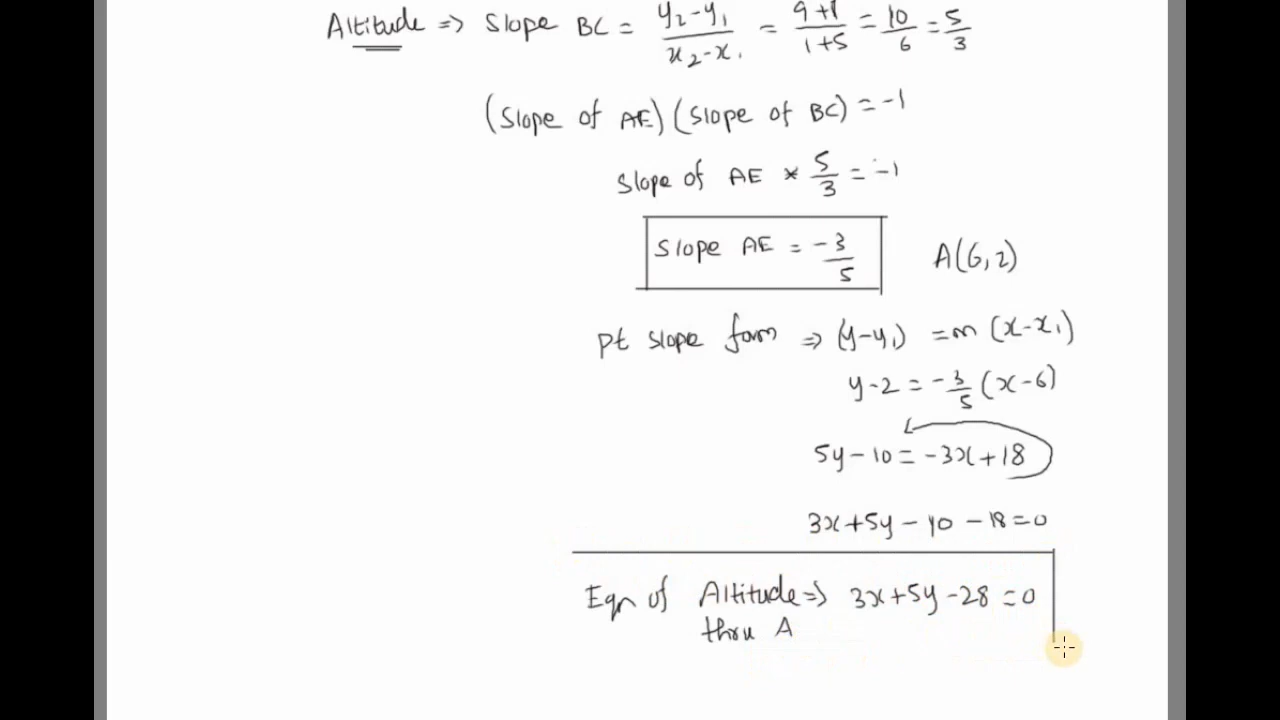 Altitude => Slope BC = y₂-y₁/x₂-x₁ = 9+1/1+5 = 10/6 = 5/3
(Slope of AE) (Slope of BC) = -1
Slope of AE * 5/3 = -1
Slope AE = -3/5 A(6,2)
Pt slope form => (y-y₁) = m (x-x₁)
y-2 = -3/5 (x-6)
5y-10 = -3x+18
3x+5y-10-18=0
Eqn of Altitude => 3x+5y-28=0
thru A